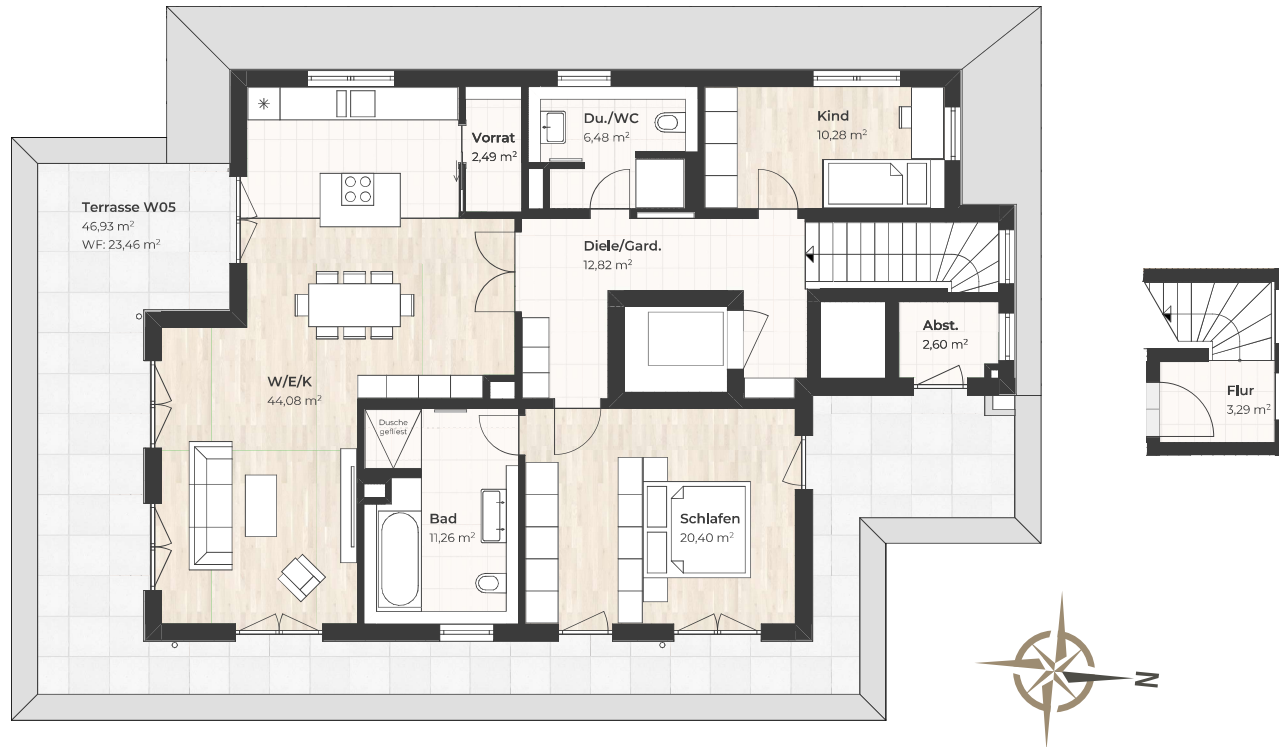 Terrasse W05
46,93 m²
WF: 23,46 m²
Vorrat
2,49 m²
Du./WC
6,48 m²
Kind
10,28 m²
Diele/Gard.
12,82 m²
Abst.
2,60 m²
W/E/K
44,08 m²
Dusche
gefliest
Bad
11,26 m²
Schlafen
20,40 m²
Flur
3,29 m²
N